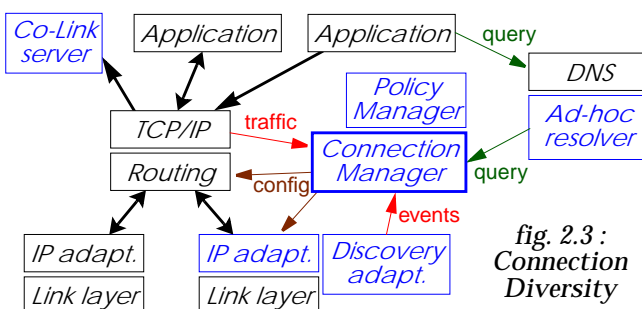 Co-Link
server
Application
Application
query
DNS
Policy
Manager
Ad-hoc
resolver
TCP/IP
traffic
Connection
Manager
query
Routing
config
events
IP adapt.
IP adapt.
Discovery
adapt.
Link layer
Link layer
fig. 2.3 :
Connection
Diversity